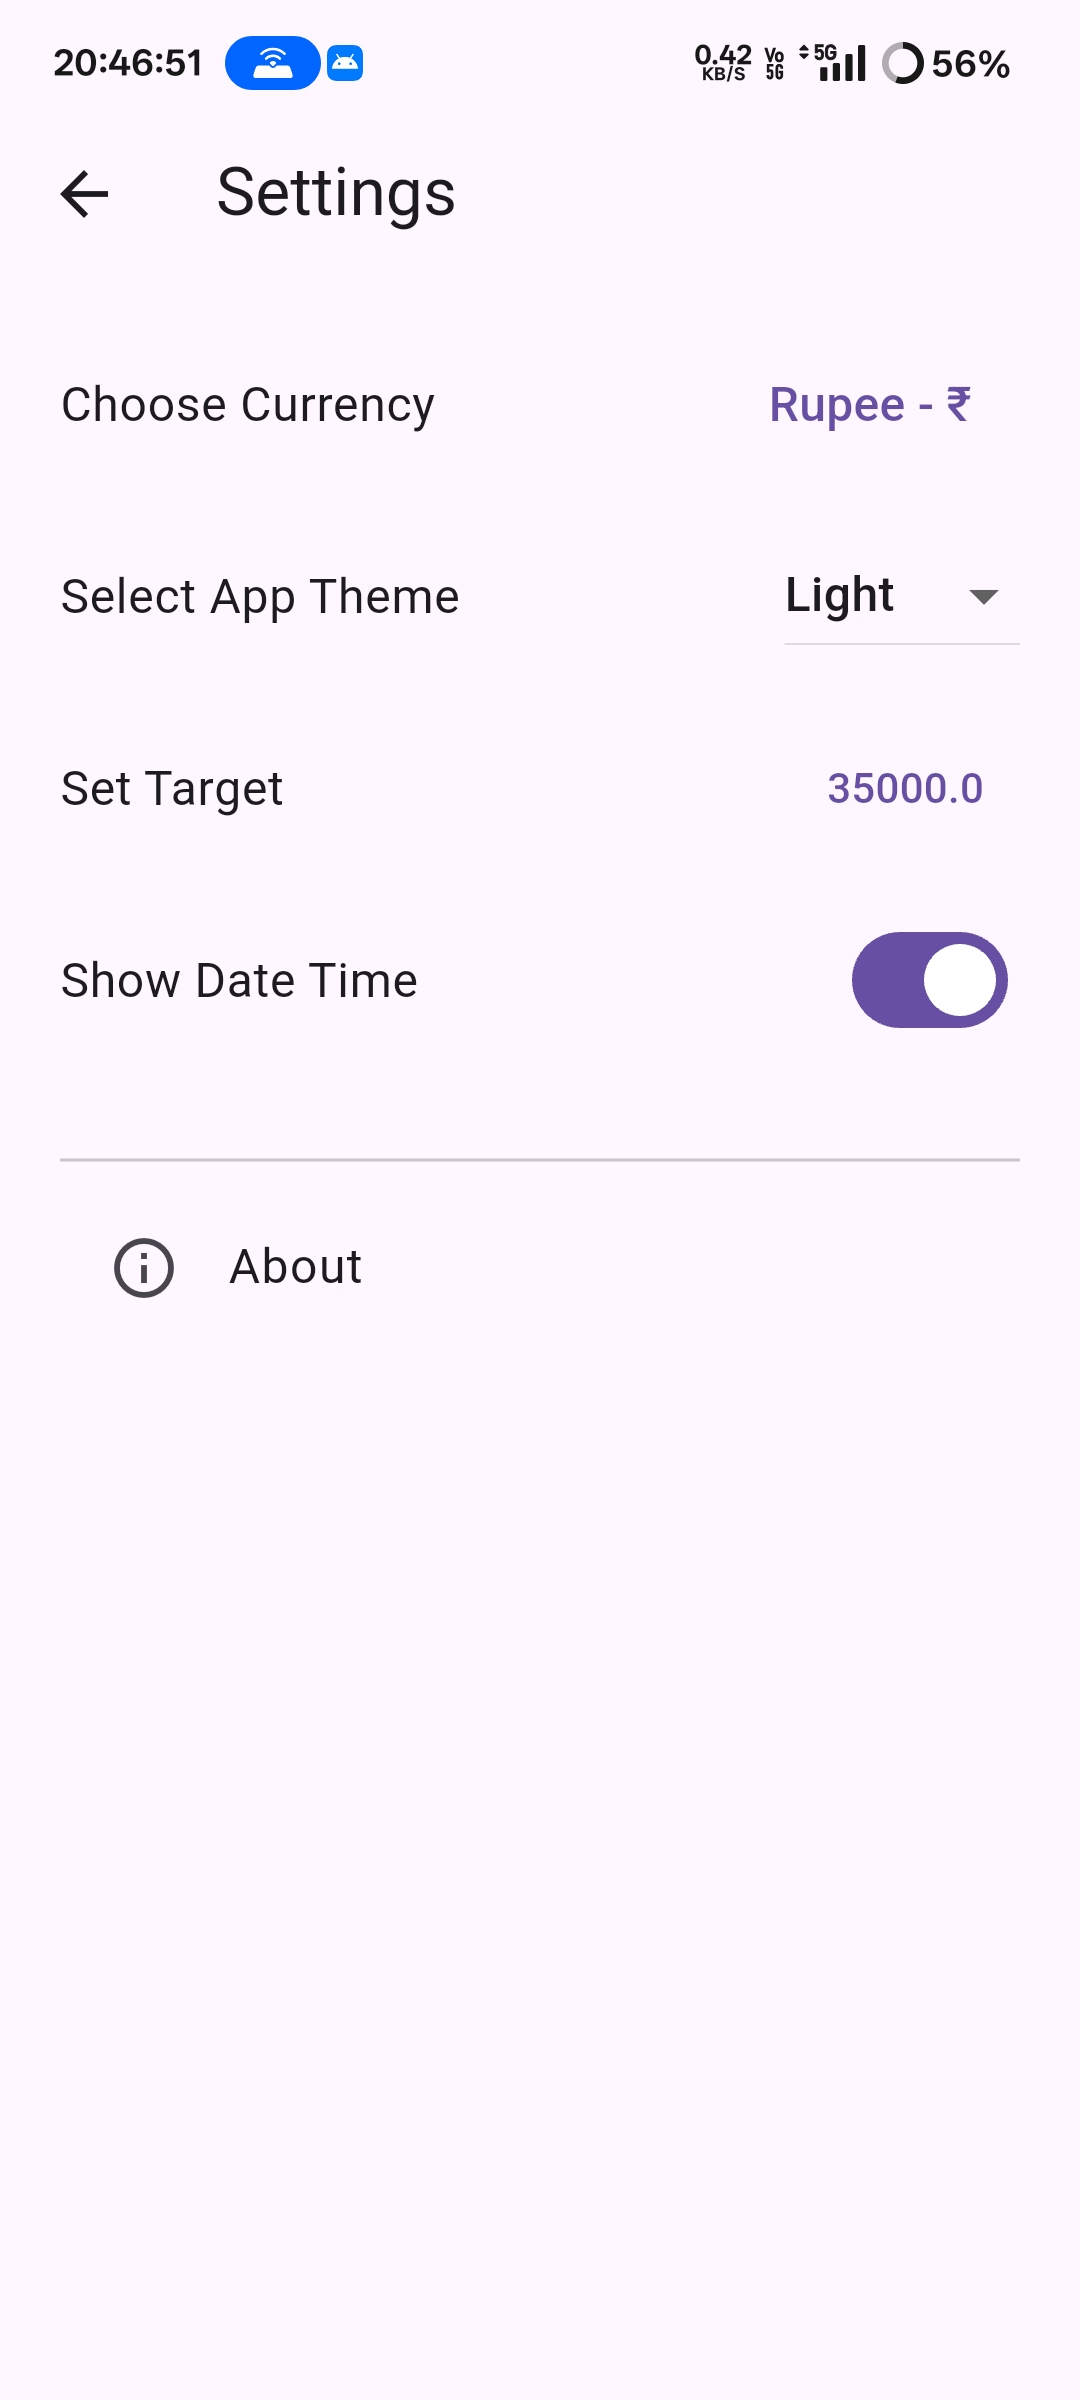 20:46:51
0.42 KB/S Vo 5G 5G 56%
Settings
Choose Currency Rupee - ₹
Select App Theme Light
Set Target 35000.0
Show Date Time
About